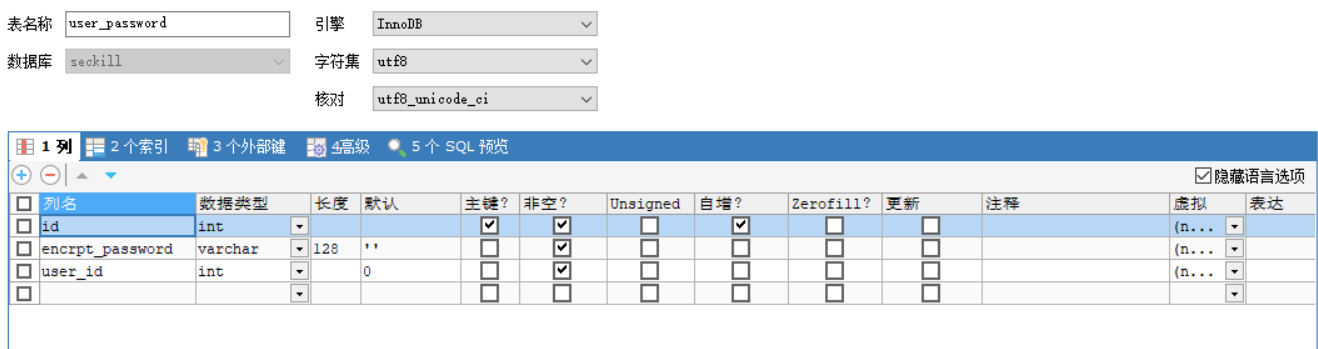 表名称 user_password 引擎 InnoDB
数据库 seckill 字符集 utf8
核对 utf8_unicode_ci
1 列 2 个索引 3 个外部键 4高级 5 个 SQL 预览
隐藏语言选项
列名 数据类型 长度 默认 主键? 非空? Unsigned 自增? Zerofill? 更新 注释 虚拟 表达
id int (n...
encrpt_password varchar 128 '' (n...
user_id int 0 (n...